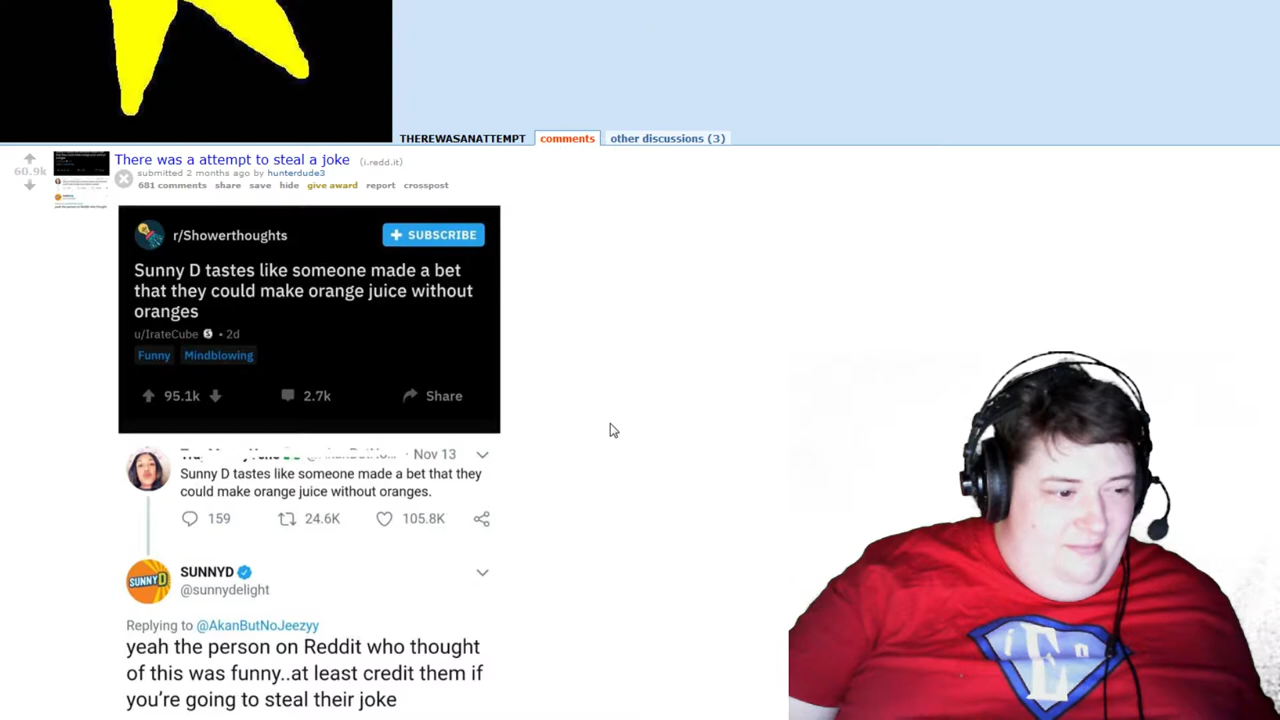 THEREWASANATTEMPT comments other discussions (3)
There was a attempt to steal a joke (i.redd.it)
60.9k
submitted 2 months ago by hunterdude3
681 comments share save hide give award report crosspost
r/Showerthoughts + SUBSCRIBE
Sunny D tastes like someone made a bet
that they could make orange juice without
oranges
u/IrateCube S • 2d
Funny Mindblowing
95.1k 2.7k Share
Nov 13
Sunny D tastes like someone made a bet that they
could make orange juice without oranges.
159 24.6K 105.8K
SUNNYD
SUNNYD
@sunnydelight
Replying to @AkanButNoJeezyy
yeah the person on Reddit who thought
of this was funny..at least credit them if
you're going to steal their joke